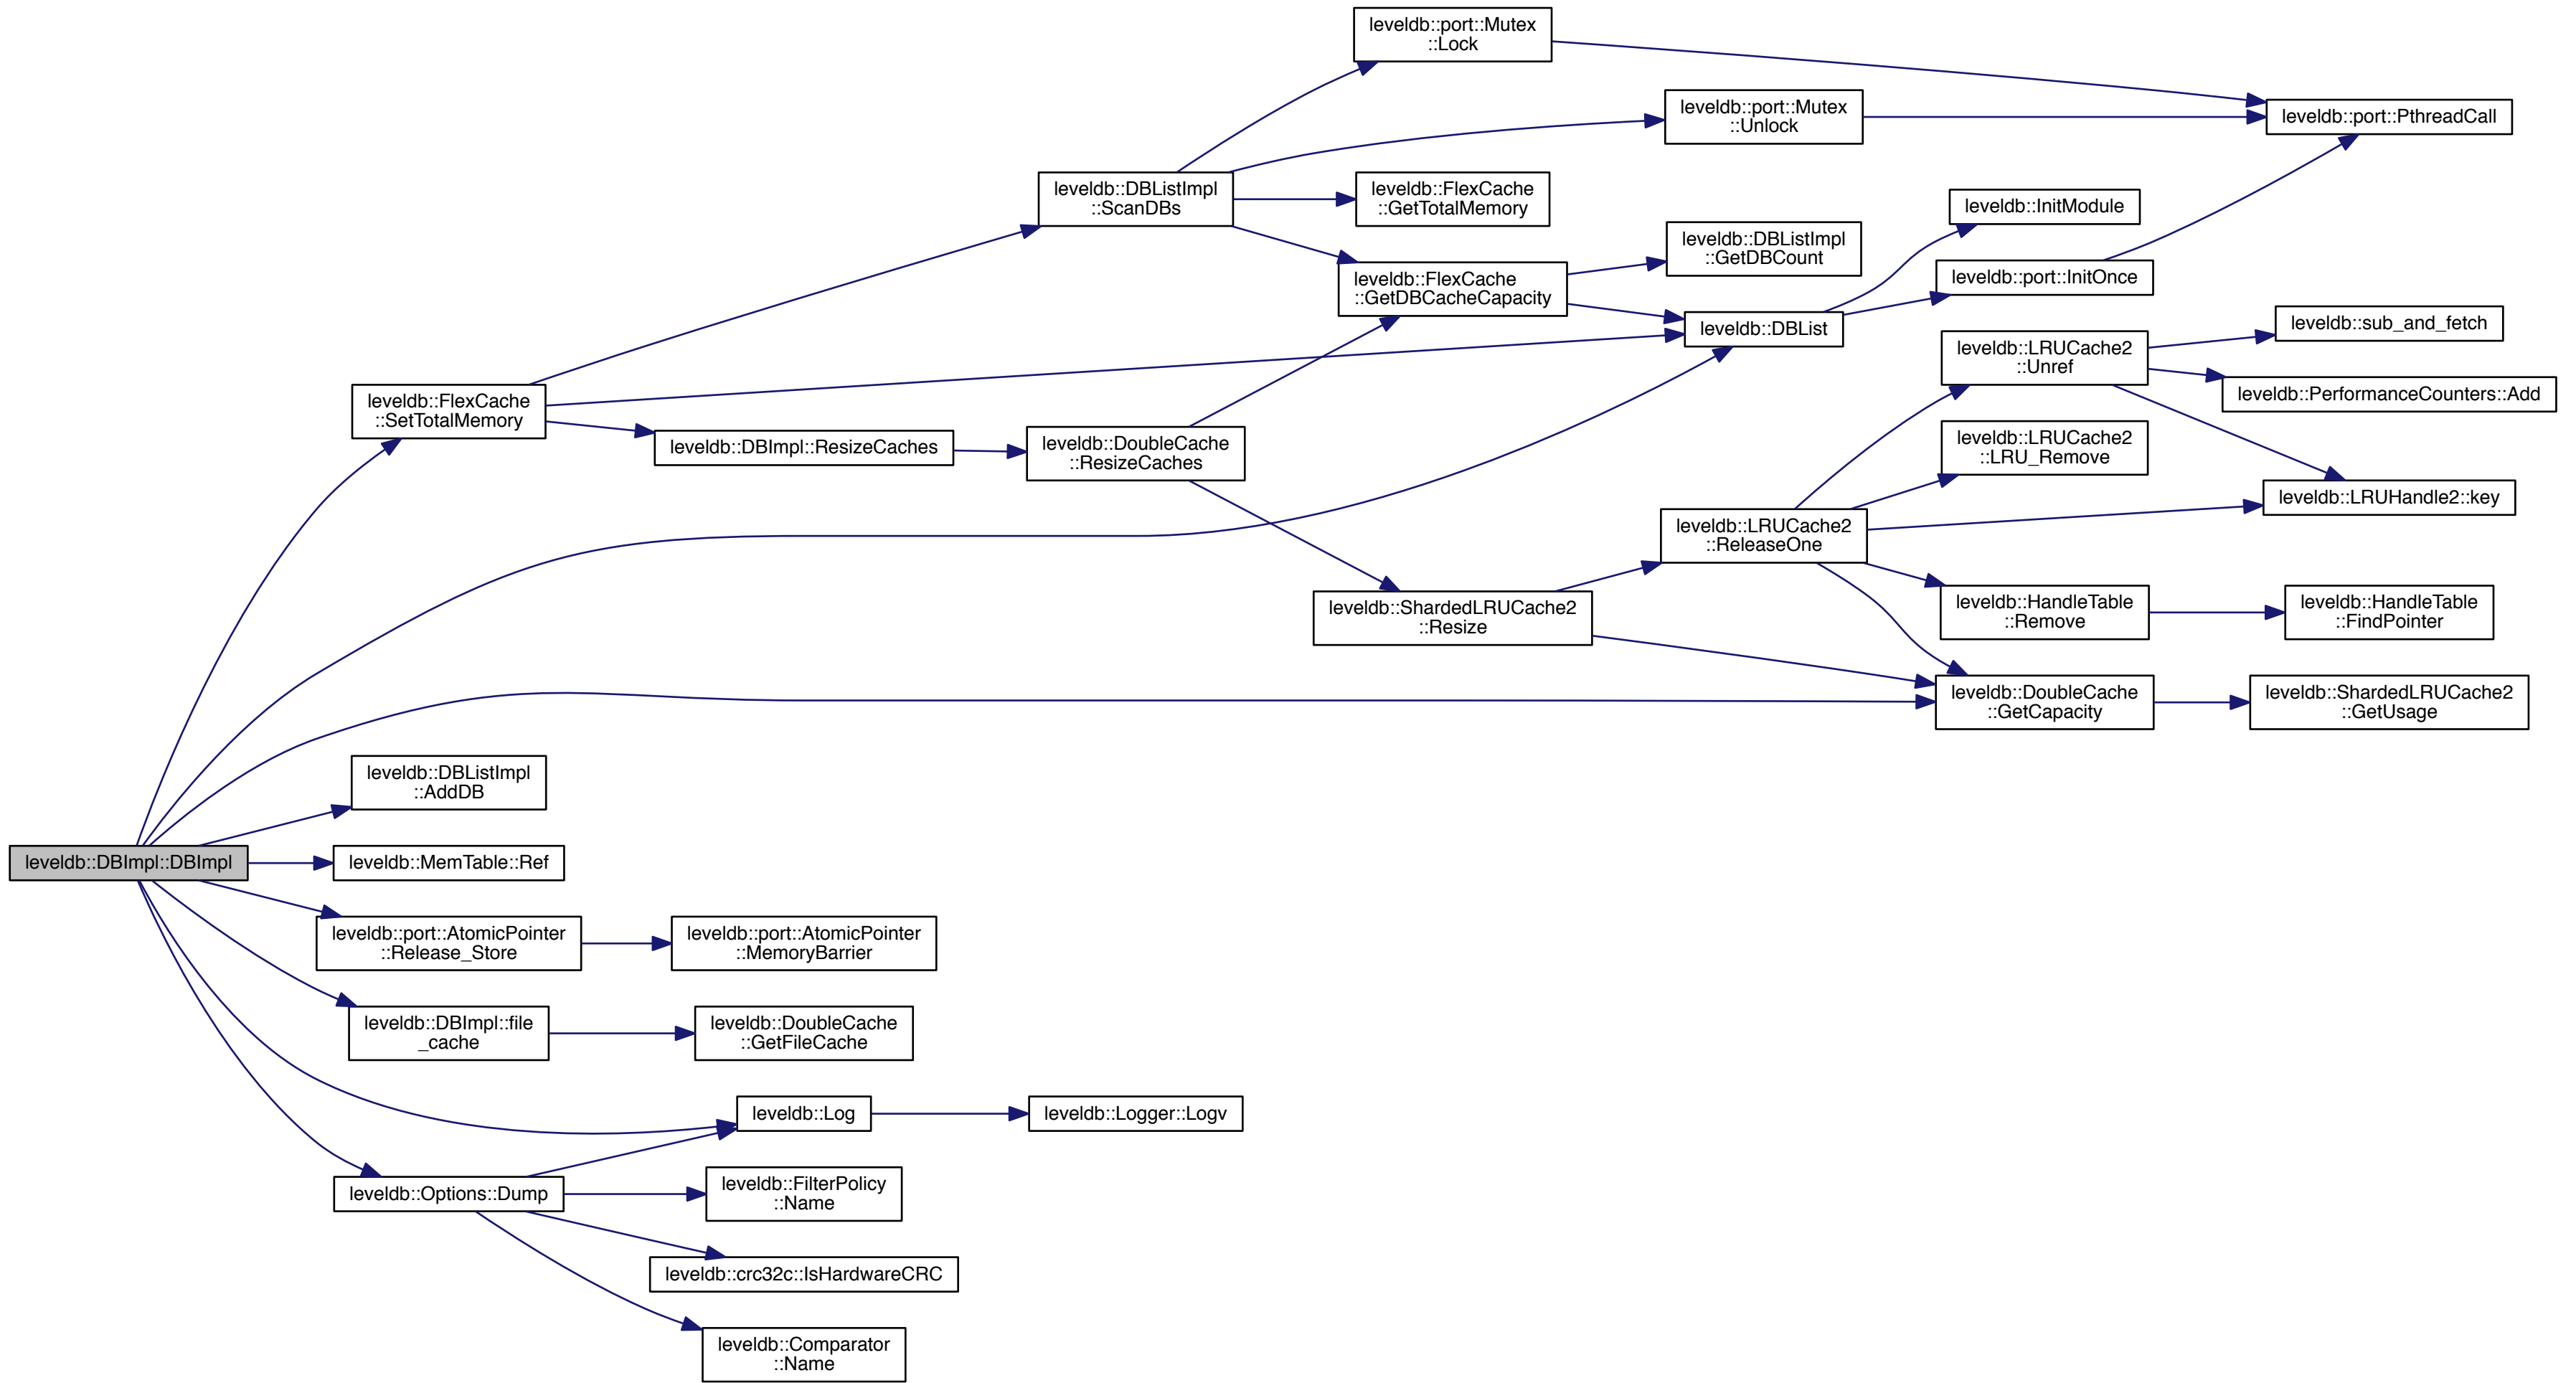 leveldb::port::Mutex
::Lock
leveldb::port::Mutex
::Unlock
leveldb::port::PthreadCall
leveldb::DBListImpl
::ScanDBs
leveldb::FlexCache
::GetTotalMemory
leveldb::InitModule
leveldb::DBListImpl
::GetDBCount
leveldb::FlexCache
::GetDBCacheCapacity
leveldb::port::InitOnce
leveldb::DBList
leveldb::sub_and_fetch
leveldb::LRUCache2
::Unref
leveldb::PerformanceCounters::Add
leveldb::FlexCache
::SetTotalMemory
leveldb::DBImpl::ResizeCaches
leveldb::DoubleCache
::ResizeCaches
leveldb::LRUCache2
::LRU_Remove
leveldb::LRUHandle2::key
leveldb::LRUCache2
::ReleaseOne
leveldb::ShardedLRUCache2
::Resize
leveldb::HandleTable
::Remove
leveldb::HandleTable
::FindPointer
leveldb::DoubleCache
::GetCapacity
leveldb::ShardedLRUCache2
::GetUsage
leveldb::DBListImpl
::AddDB
leveldb::DBImpl::DBImpl
leveldb::MemTable::Ref
leveldb::port::AtomicPointer
::Release_Store
leveldb::port::AtomicPointer
::MemoryBarrier
leveldb::DBImpl::file
_cache
leveldb::DoubleCache
::GetFileCache
leveldb::Log
leveldb::Logger::Logv
leveldb::Options::Dump
leveldb::FilterPolicy
::Name
leveldb::crc32c::IsHardwareCRC
leveldb::Comparator
::Name